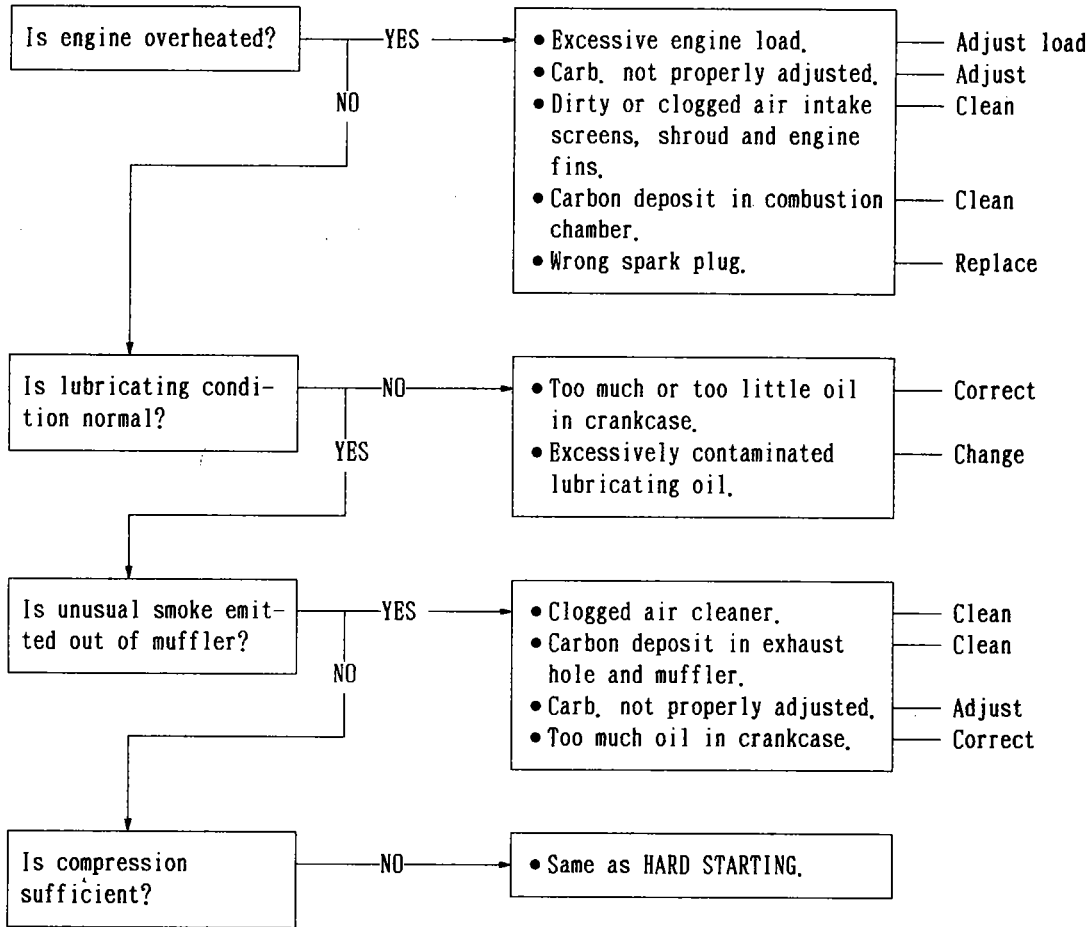 Is engine overheated?
YES
NO
• Excessive engine load.
Adjust load
• Carb. not properly adjusted.
Adjust
• Dirty or clogged air intake
screens, shroud and engine
fins.
Clean
• Carbon deposit in combustion
chamber.
Clean
• Wrong spark plug.
Replace
Is lubricating condi-
tion normal?
NO
YES
• Too much or too little oil
in crankcase.
Correct
• Excessively contaminated
lubricating oil.
Change
Is unusual smoke emit-
ted out of muffler?
YES
NO
• Clogged air cleaner.
Clean
• Carbon deposit in exhaust
hole and muffler.
Clean
• Carb. not properly adjusted.
Adjust
• Too much oil in crankcase.
Correct
Is compression
sufficient?
NO
• Same as HARD STARTING.